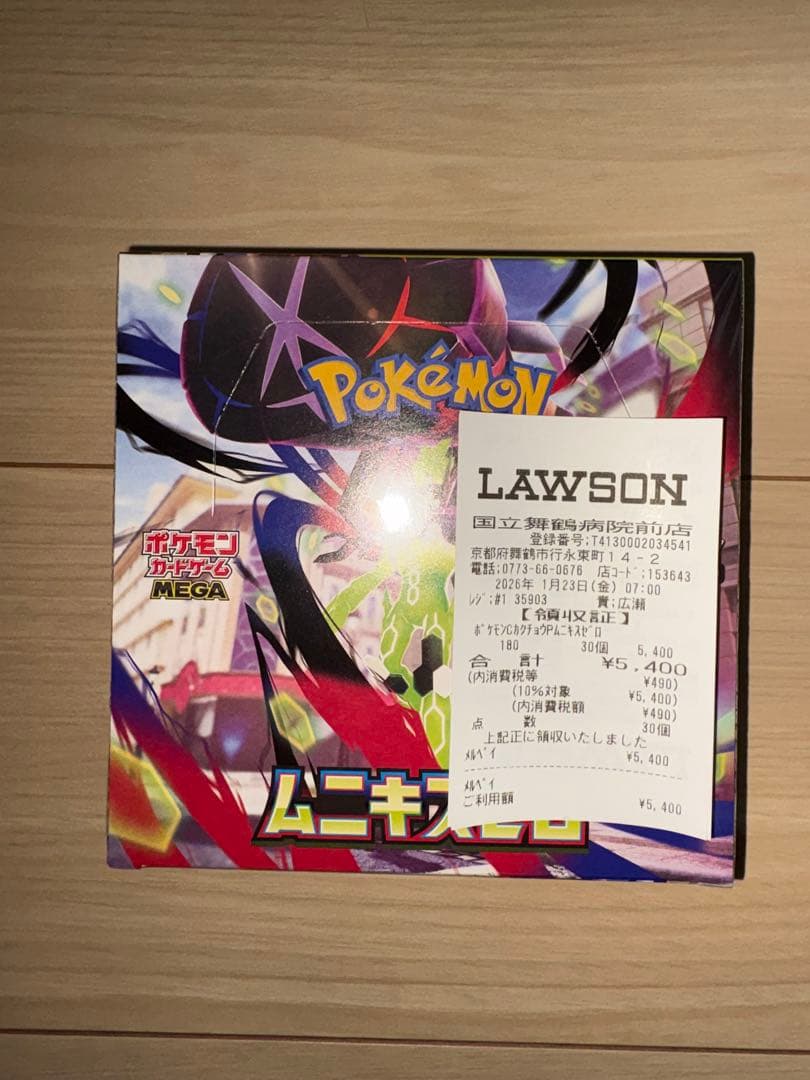 POKÉMON
ポケモン
カードゲーム
MEGA
LAWSON
国立舞鶴病院前店
登録番号;T4130002034541
京都府舞鶴市行永東町14-2
電話;0773-66-0676 店コード;153643
2026年 1月23日(金) 07:00
レジ;#1 35903 責;広瀬
【領収証】
ポケモンCカクチョウPムニキスゼロ
180 30個 5,400
合 計 ¥5,400
(内消費税等 ¥490)
(10%対象 ¥5,400)
(内消費税額 ¥490)
点 数 30個
上記正に領収いたしました
メルペイ ¥5,400
メルペイ
ご利用額 ¥5,400
ムニキスゼロ